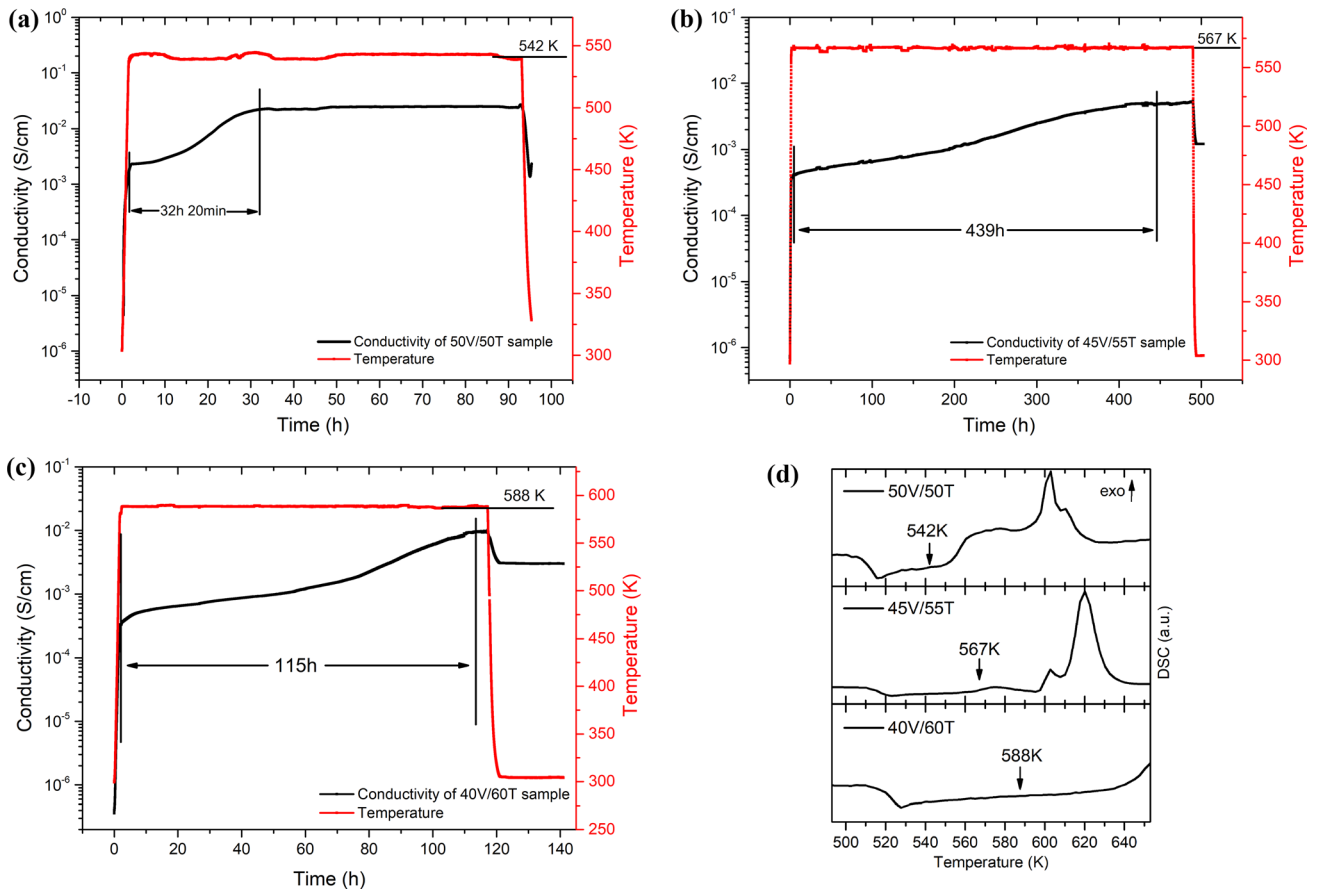 (a)
10^0
10^-1
10^-2
10^-3
10^-4
10^-5
10^-6
Conductivity (S/cm)
542 K
32h 20min
Conductivity of 50V/50T sample
Temperature
-10 0 10 20 30 40 50 60 70 80 90 100
Time (h)
550
500
450
400
350
300
Temperature (K)
(b)
10^-1
10^-2
10^-3
10^-4
10^-5
10^-6
Conductivity (S/cm)
567 K
439h
Conductivity of 45V/55T sample
Temperature
0 100 200 300 400 500
Time (h)
550
500
450
400
350
300
Temperature (K)
(c)
10^-1
10^-2
10^-3
10^-4
10^-5
10^-6
Conductivity (S/cm)
588 K
115h
Conductivity of 40V/60T sample
Temperature
0 20 40 60 80 100 120 140
Time (h)
600
550
500
450
400
350
300
250
Temperature (K)
(d)
50V/50T
exo
542K
45V/55T
567K
40V/60T
588K
DSC (a.u.)
500 520 540 560 580 600 620 640
Temperature (K)